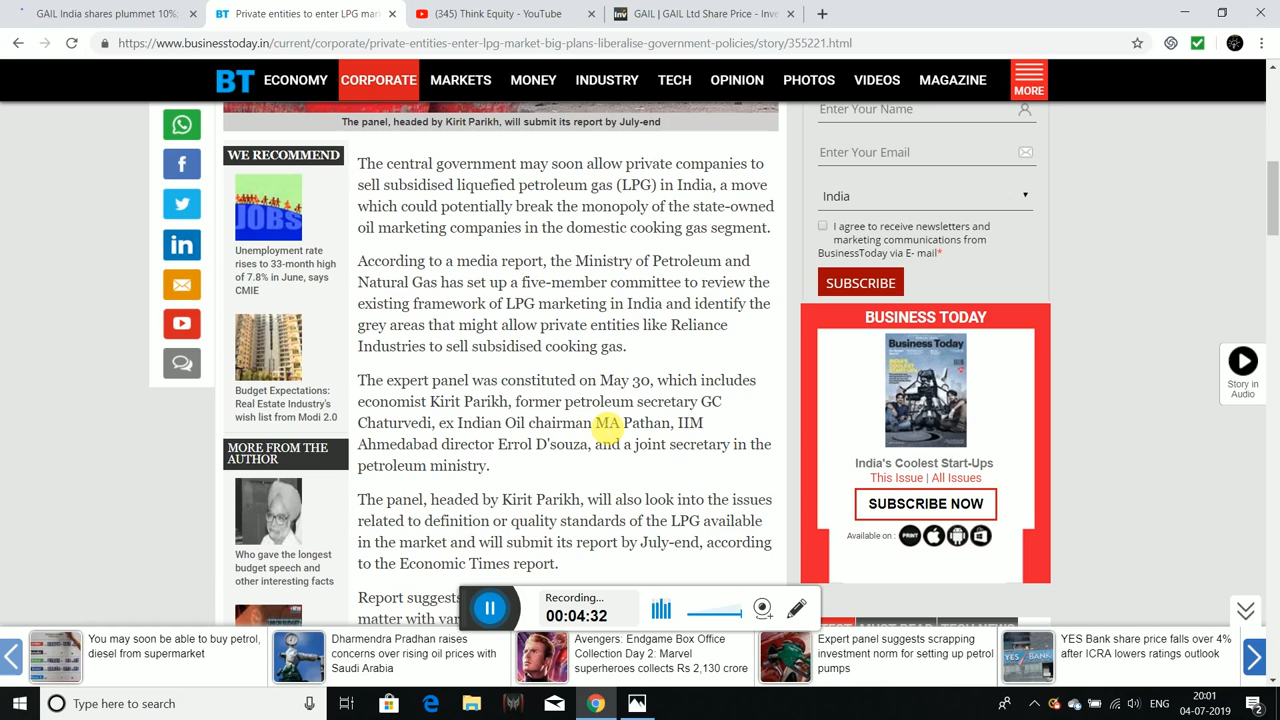 GAIL India shares plummet 10%;
Private entities to enter LPG mar
(345) Think Equity - YouTube
GAIL | GAIL Ltd Share Price - Inve
https://www.businesstoday.in/current/corporate/private-entities-enter-lpg-market-big-plans-liberalise-government-policies/story/355221.html
BT ECONOMY CORPORATE MARKETS MONEY INDUSTRY TECH OPINION PHOTOS VIDEOS MAGAZINE MORE
The panel, headed by Kirit Parikh, will submit its report by July-end
WE RECOMMEND
Unemployment rate
rises to 33-month high
of 7.8% in June, says
CMIE
Budget Expectations:
Real Estate Industry's
wish list from Modi 2.0
MORE FROM THE
AUTHOR
Who gave the longest
budget speech and
other interesting facts
The central government may soon allow private companies to
sell subsidised liquefied petroleum gas (LPG) in India, a move
which could potentially break the monopoly of the state-owned
oil marketing companies in the domestic cooking gas segment.
According to a media report, the Ministry of Petroleum and
Natural Gas has set up a five-member committee to review the
existing framework of LPG marketing in India and identify the
grey areas that might allow private entities like Reliance
Industries to sell subsidised cooking gas.
The expert panel was constituted on May 30, which includes
economist Kirit Parikh, former petroleum secretary GC
Chaturvedi, ex Indian Oil chairman MA Pathan, IIM
Ahmedabad director Errol D'souza, and a joint secretary in the
petroleum ministry.
The panel, headed by Kirit Parikh, will also look into the issues
related to definition or quality standards of the LPG available
in the market and will submit its report by July-end, according
to the Economic Times report.
Report suggests
matter with var
Enter Your Name
Enter Your Email
India
I agree to receive newsletters and
marketing communications from
BusinessToday via E- mail*
SUBSCRIBE
BUSINESS TODAY
Business Today
India's Coolest Start-Ups
This Issue | All Issues
SUBSCRIBE NOW
Available on : PRINT
Story in
Audio
Recording...
00:04:32
You may soon be able to buy petrol,
diesel from supermarket
Dharmendra Pradhan raises
concerns over rising oil prices with
Saudi Arabia
Avengers: Endgame Box Office
Collection Day 2: Marvel
superheroes collects Rs 2,130 crore
Expert panel suggests scrapping
investment norm for setting up petrol
pumps
YES Bank share price falls over 4%
after ICRA lowers ratings outlook
Type here to search
ENG
20:01
04-07-2019
2